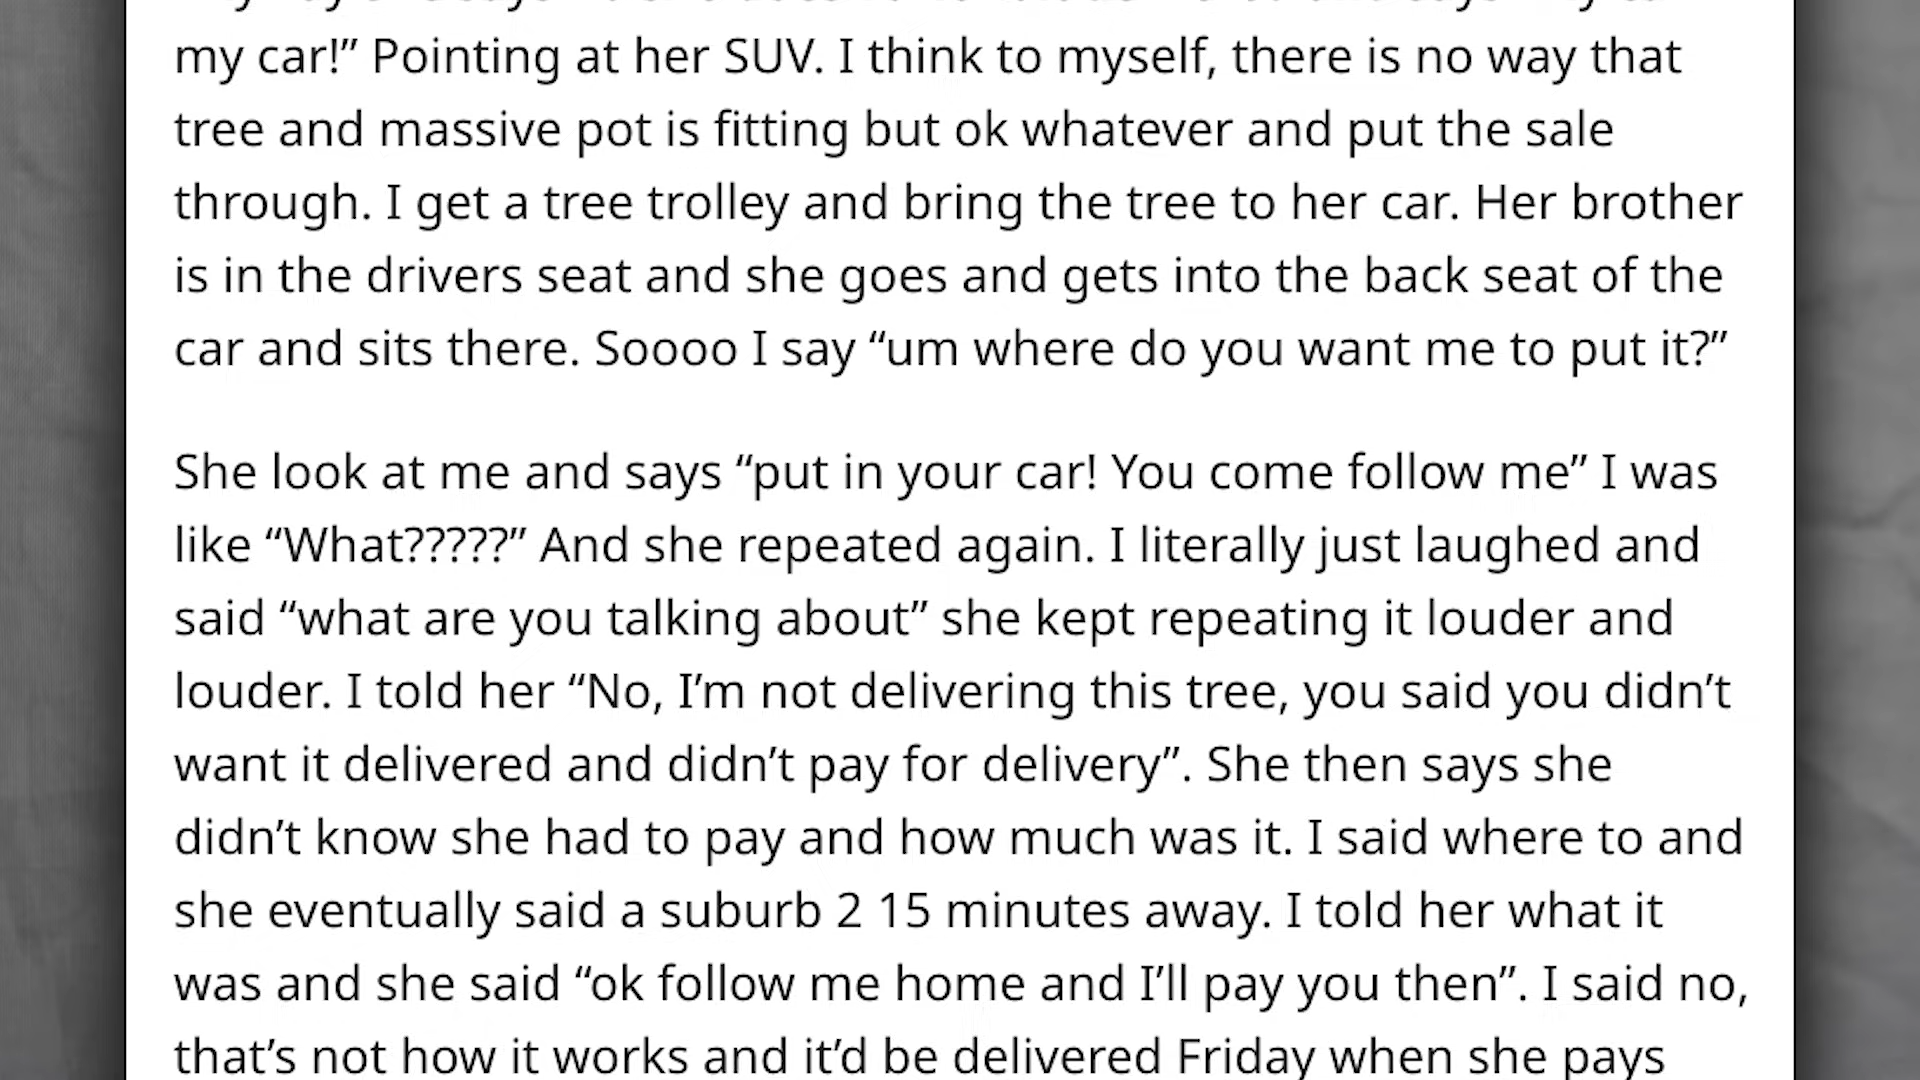 my car!” Pointing at her SUV. I think to myself, there is no way that
tree and massive pot is fitting but ok whatever and put the sale
through. I get a tree trolley and bring the tree to her car. Her brother
is in the drivers seat and she goes and gets into the back seat of the
car and sits there. Soooo I say “um where do you want me to put it?”
She look at me and says “put in your car! You come follow me” I was
like “What?????” And she repeated again. I literally just laughed and
said “what are you talking about” she kept repeating it louder and
louder. I told her “No, I’m not delivering this tree, you said you didn’t
want it delivered and didn’t pay for delivery”. She then says she
didn’t know she had to pay and how much was it. I said where to and
she eventually said a suburb 2 15 minutes away. I told her what it
was and she said “ok follow me home and I’ll pay you then”. I said no,
that’s not how it works and it’d be delivered Friday when she pays